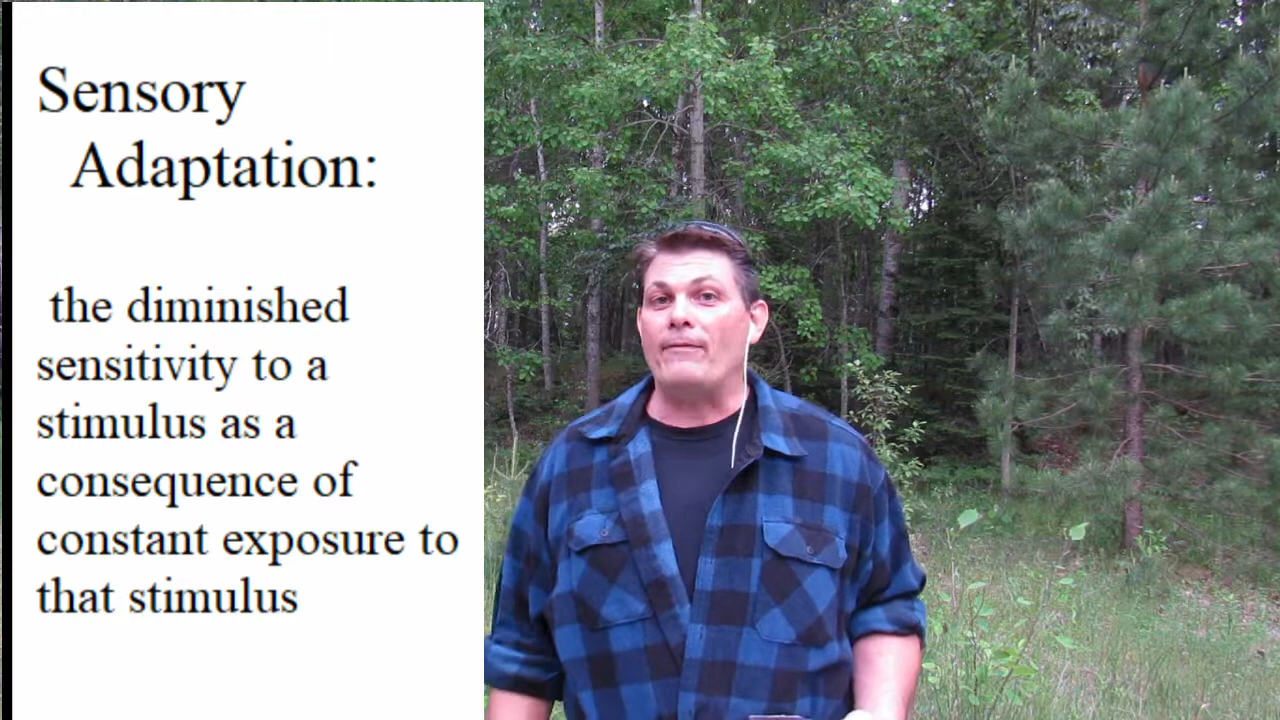 Sensory
Adaptation:
the diminished
sensitivity to a
stimulus as a
consequence of
constant exposure to
that stimulus